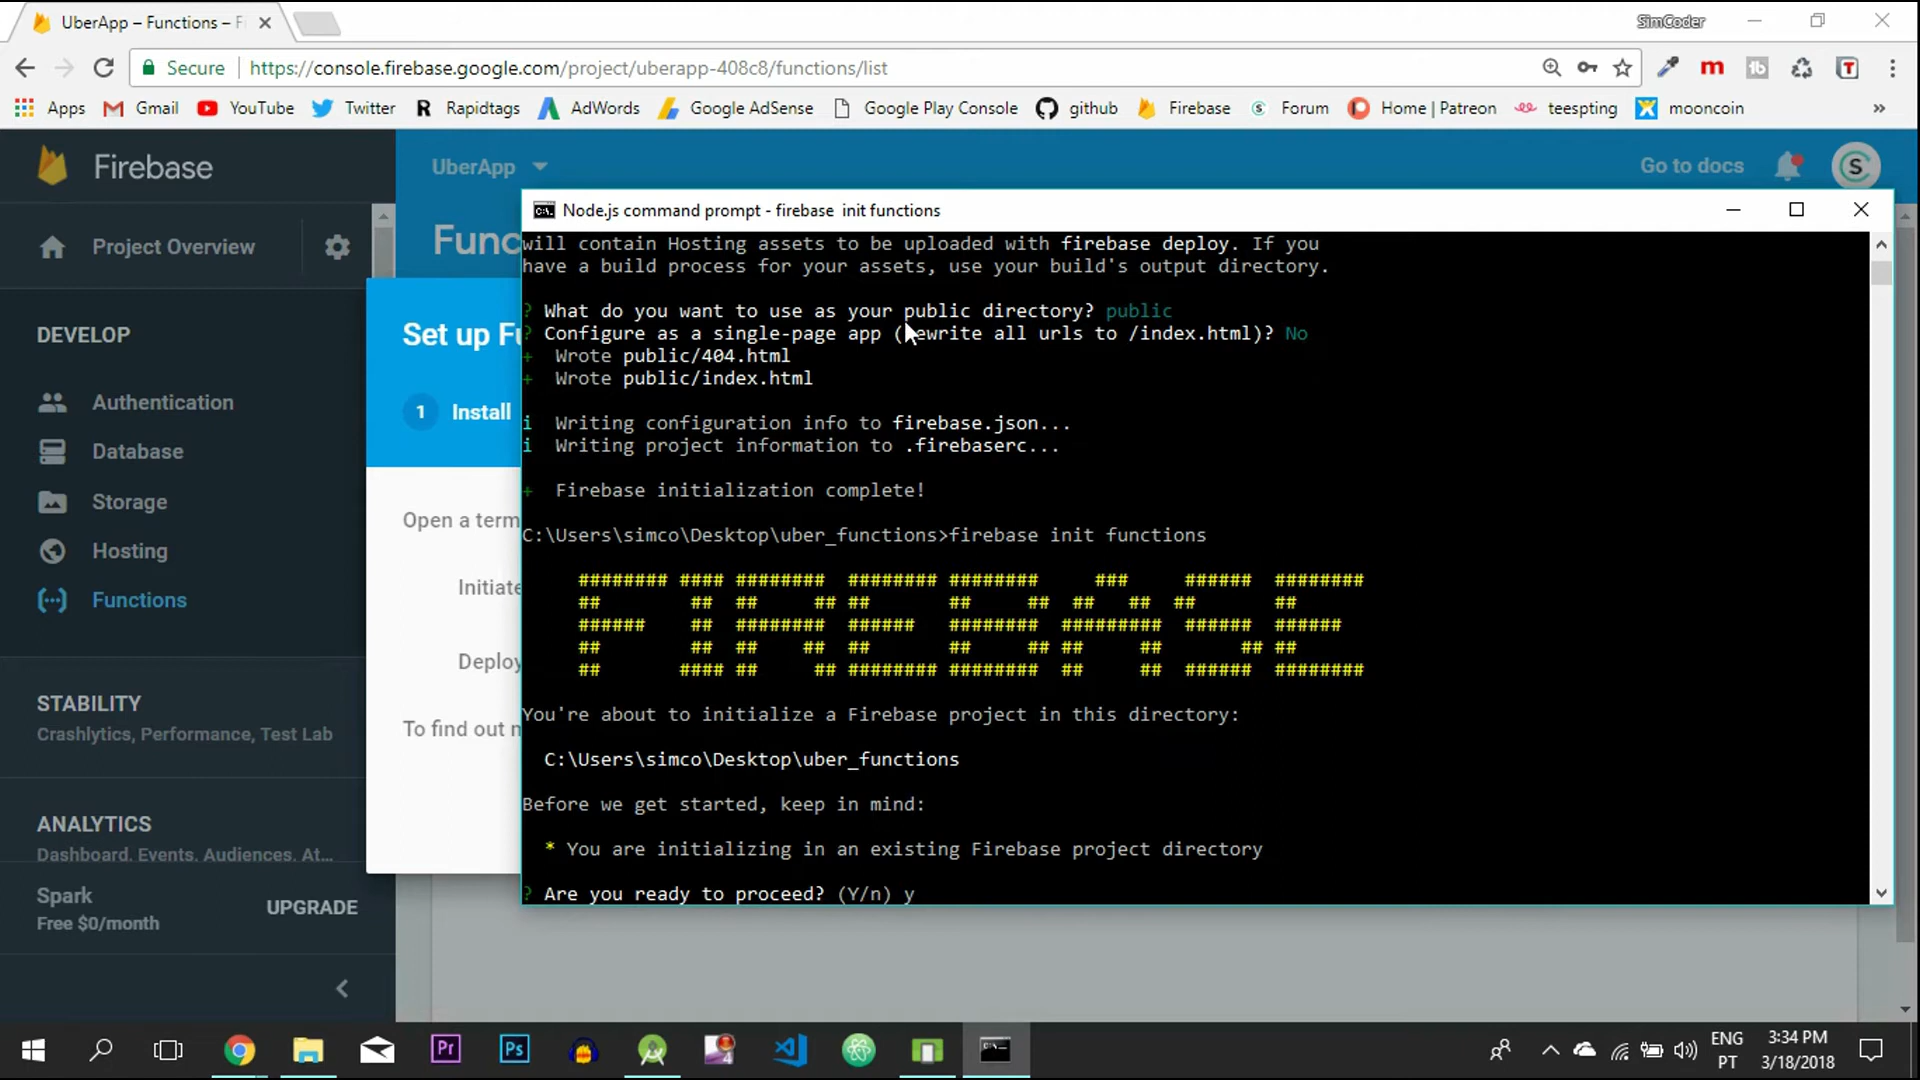 UberApp – Functions – Fi
SimCoder
Secure
https://console.firebase.google.com/project/uberapp-408c8/functions/list
Apps
Gmail
YouTube
Twitter
Rapidtags
AdWords
Google AdSense
Google Play Console
github
Firebase
Forum
Home | Patreon
teespting
mooncoin
»
Firebase
UberApp
Go to docs
Project Overview
Func
Node.js command prompt - firebase  init functions
will contain Hosting assets to be uploaded with firebase deploy. If you
have a build process for your assets, use your build's output directory.
? What do you want to use as your public directory? public
? Configure as a single-page app (rewrite all urls to /index.html)? No
+  Wrote public/404.html
+  Wrote public/index.html
i  Writing configuration info to firebase.json...
i  Writing project information to .firebaserc...
+  Firebase initialization complete!
C:\Users\simco\Desktop\uber_functions>firebase init functions
FIREBASE
You're about to initialize a Firebase project in this directory:
C:\Users\simco\Desktop\uber_functions
Before we get started, keep in mind:
* You are initializing in an existing Firebase project directory
? Are you ready to proceed? (Y/n) y
DEVELOP
Authentication
Database
Storage
Hosting
Functions
STABILITY
Crashlytics, Performance, Test Lab
ANALYTICS
Dashboard, Events, Audiences, At...
Spark
Free $0/month
UPGRADE
Set up Fu
1 Install
Open a term
Initiate
Deploy
To find out m
Pr
Ps
4
ENG
PT
3:34 PM
3/18/2018